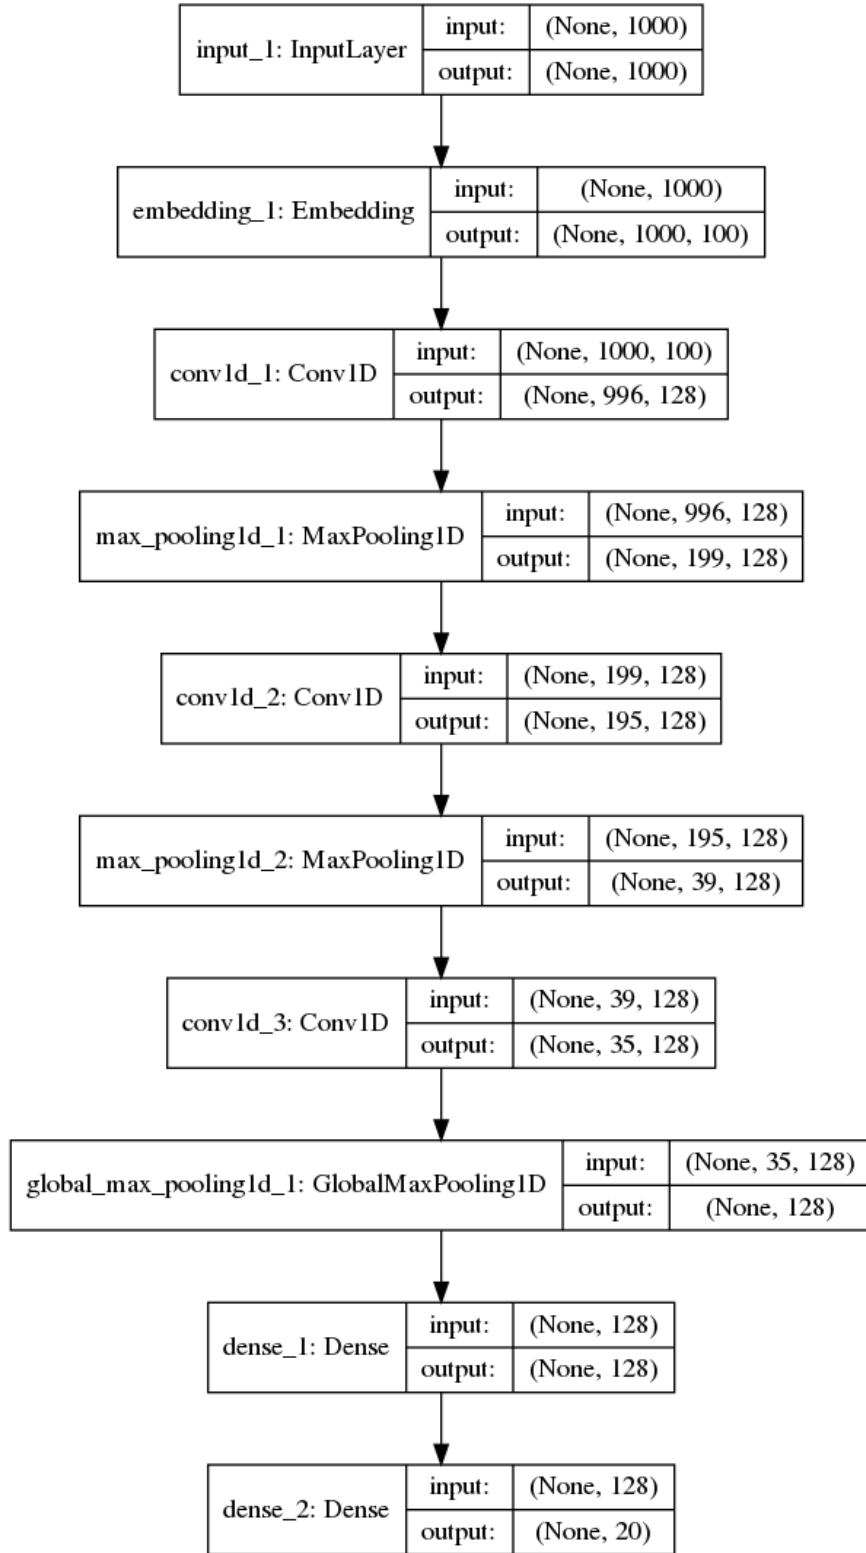 input_1: InputLayer
input: (None, 1000)
output: (None, 1000)
embedding_1: Embedding
input: (None, 1000)
output: (None, 1000, 100)
conv1d_1: Conv1D
input: (None, 1000, 100)
output: (None, 996, 128)
max_pooling1d_1: MaxPooling1D
input: (None, 996, 128)
output: (None, 199, 128)
conv1d_2: Conv1D
input: (None, 199, 128)
output: (None, 195, 128)
max_pooling1d_2: MaxPooling1D
input: (None, 195, 128)
output: (None, 39, 128)
conv1d_3: Conv1D
input: (None, 39, 128)
output: (None, 35, 128)
global_max_pooling1d_1: GlobalMaxPooling1D
input: (None, 35, 128)
output: (None, 128)
dense_1: Dense
input: (None, 128)
output: (None, 128)
dense_2: Dense
input: (None, 128)
output: (None, 20)